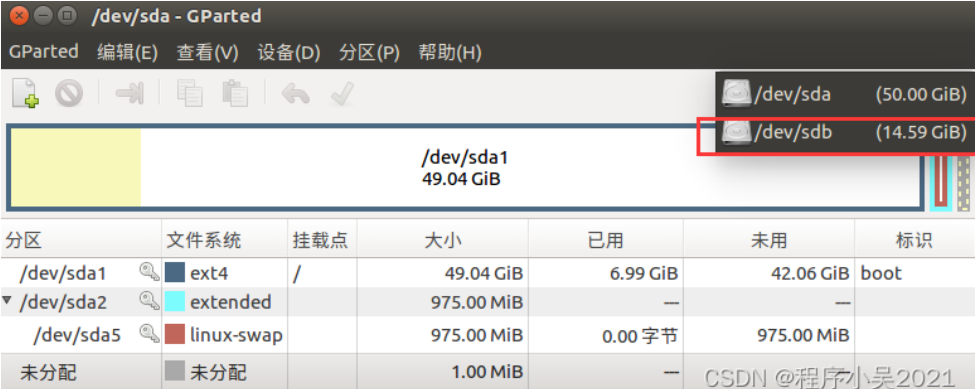 /dev/sda - GParted
GParted 编辑(E) 查看(V) 设备(D) 分区(P) 帮助(H)
/dev/sda (50.00 GiB)
/dev/sdb (14.59 GiB)
/dev/sda1
49.04 GiB
分区 文件系统 挂载点 大小 已用 未用 标识
/dev/sda1 ext4 / 49.04 GiB 6.99 GiB 42.06 GiB boot
/dev/sda2 extended 975.00 MiB --- ---
/dev/sda5 linux-swap 975.00 MiB 0.00 字节 975.00 MiB
未分配 未分配 1.00 MiB --- ---
CSDN @程序小吴2021